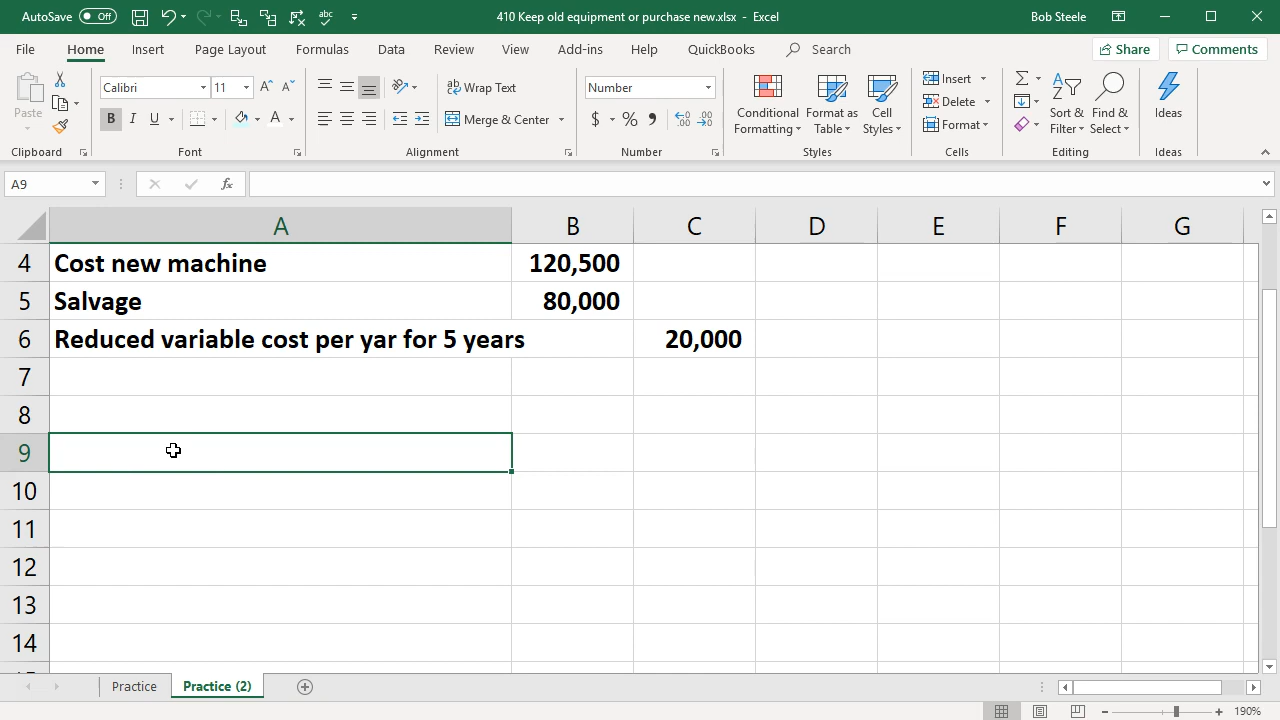 AutoSave Off 410 Keep old equipment or purchase new.xlsx - Excel Bob Steele
File Home Insert Page Layout Formulas Data Review View Add-ins Help QuickBooks Search Share Comments
Paste
Clipboard
Calibri 11
B I U
Font
Wrap Text
Merge & Center
Alignment
Number
$ % ,
Number
Conditional Formatting
Format as Table
Cell Styles
Styles
Insert
Delete
Format
Cells
Sort & Filter
Find & Select
Editing
Ideas
Ideas
A9 fx
A B C D E F G
4 Cost new machine 120,500
5 Salvage 80,000
6 Reduced variable cost per yar for 5 years 20,000
7
8
9
10
11
12
13
14
Practice Practice (2)
190%